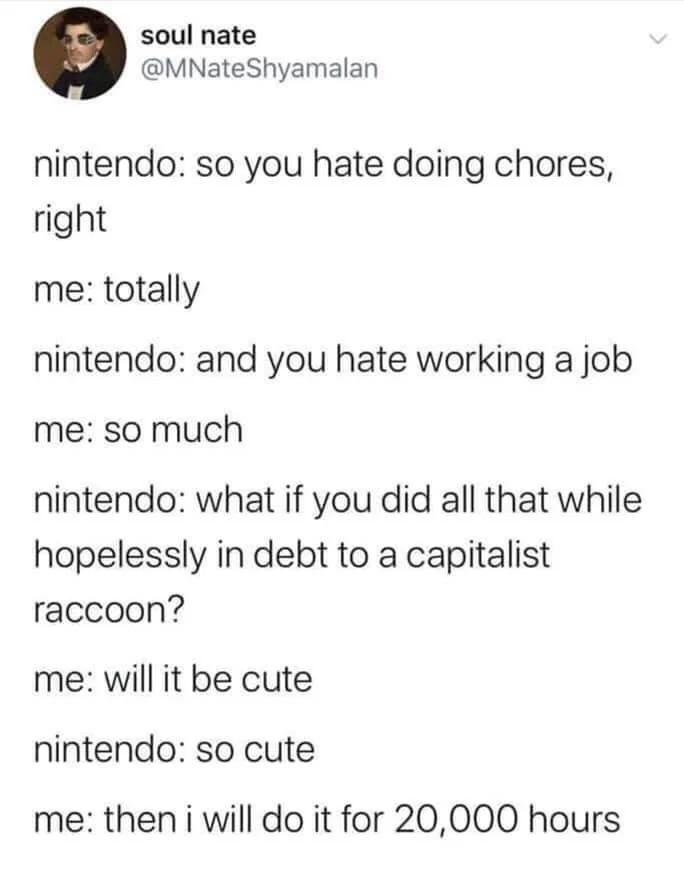 soul nate
@MNateShyamalan
nintendo: so you hate doing chores,
right
me: totally
nintendo: and you hate working a job
me: so much
nintendo: what if you did all that while
hopelessly in debt to a capitalist
raccoon?
me: will it be cute
nintendo: so cute
me: then i will do it for 20,000 hours